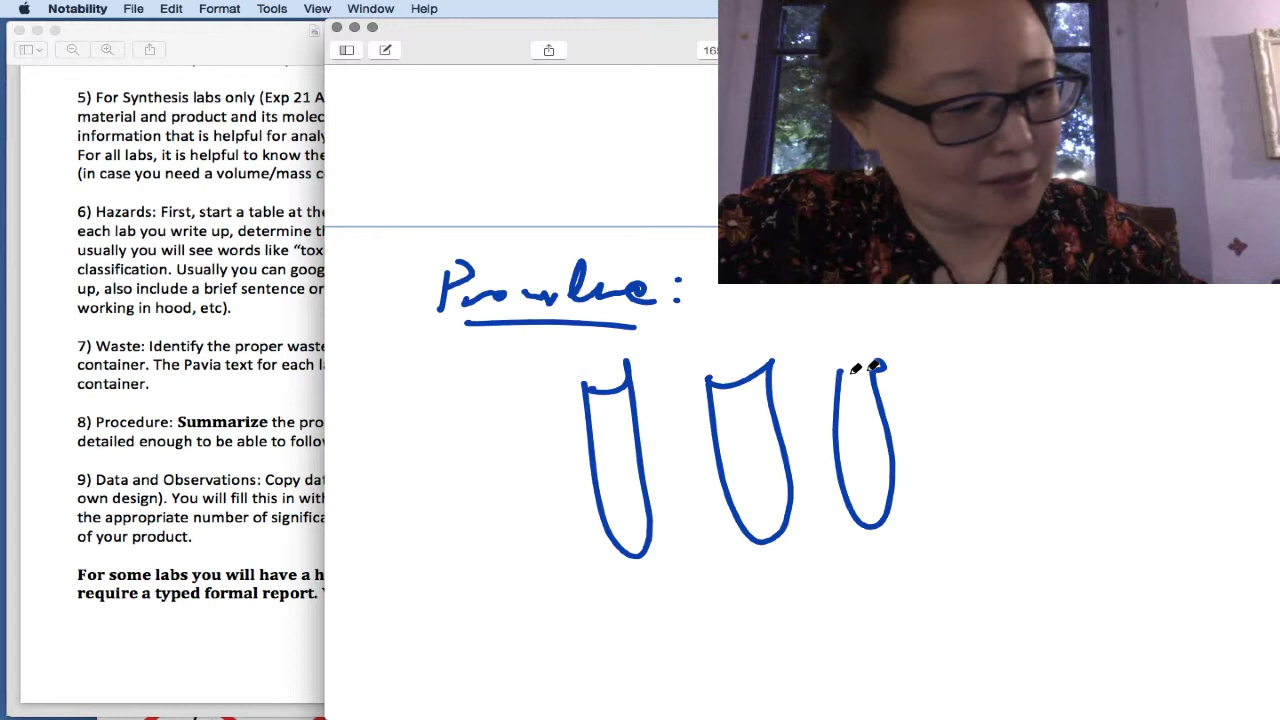 Notability File Edit Format Tools View Window Help
5) For Synthesis labs only (Exp 21 A
material and product and its molec
information that is helpful for analy
For all labs, it is helpful to know the
(in case you need a volume/mass c
6) Hazards: First, start a table at the
each lab you write up, determine th
usually you will see words like “tox
classification. Usually you can goog
up, also include a brief sentence or
working in hood, etc).
7) Waste: Identify the proper waste
container. The Pavia text for each la
container.
8) Procedure: Summarize the pro
detailed enough to be able to follow
9) Data and Observations: Copy dat
own design). You will fill this in with
the appropriate number of significa
of your product.
For some labs you will have a h
require a typed formal report.